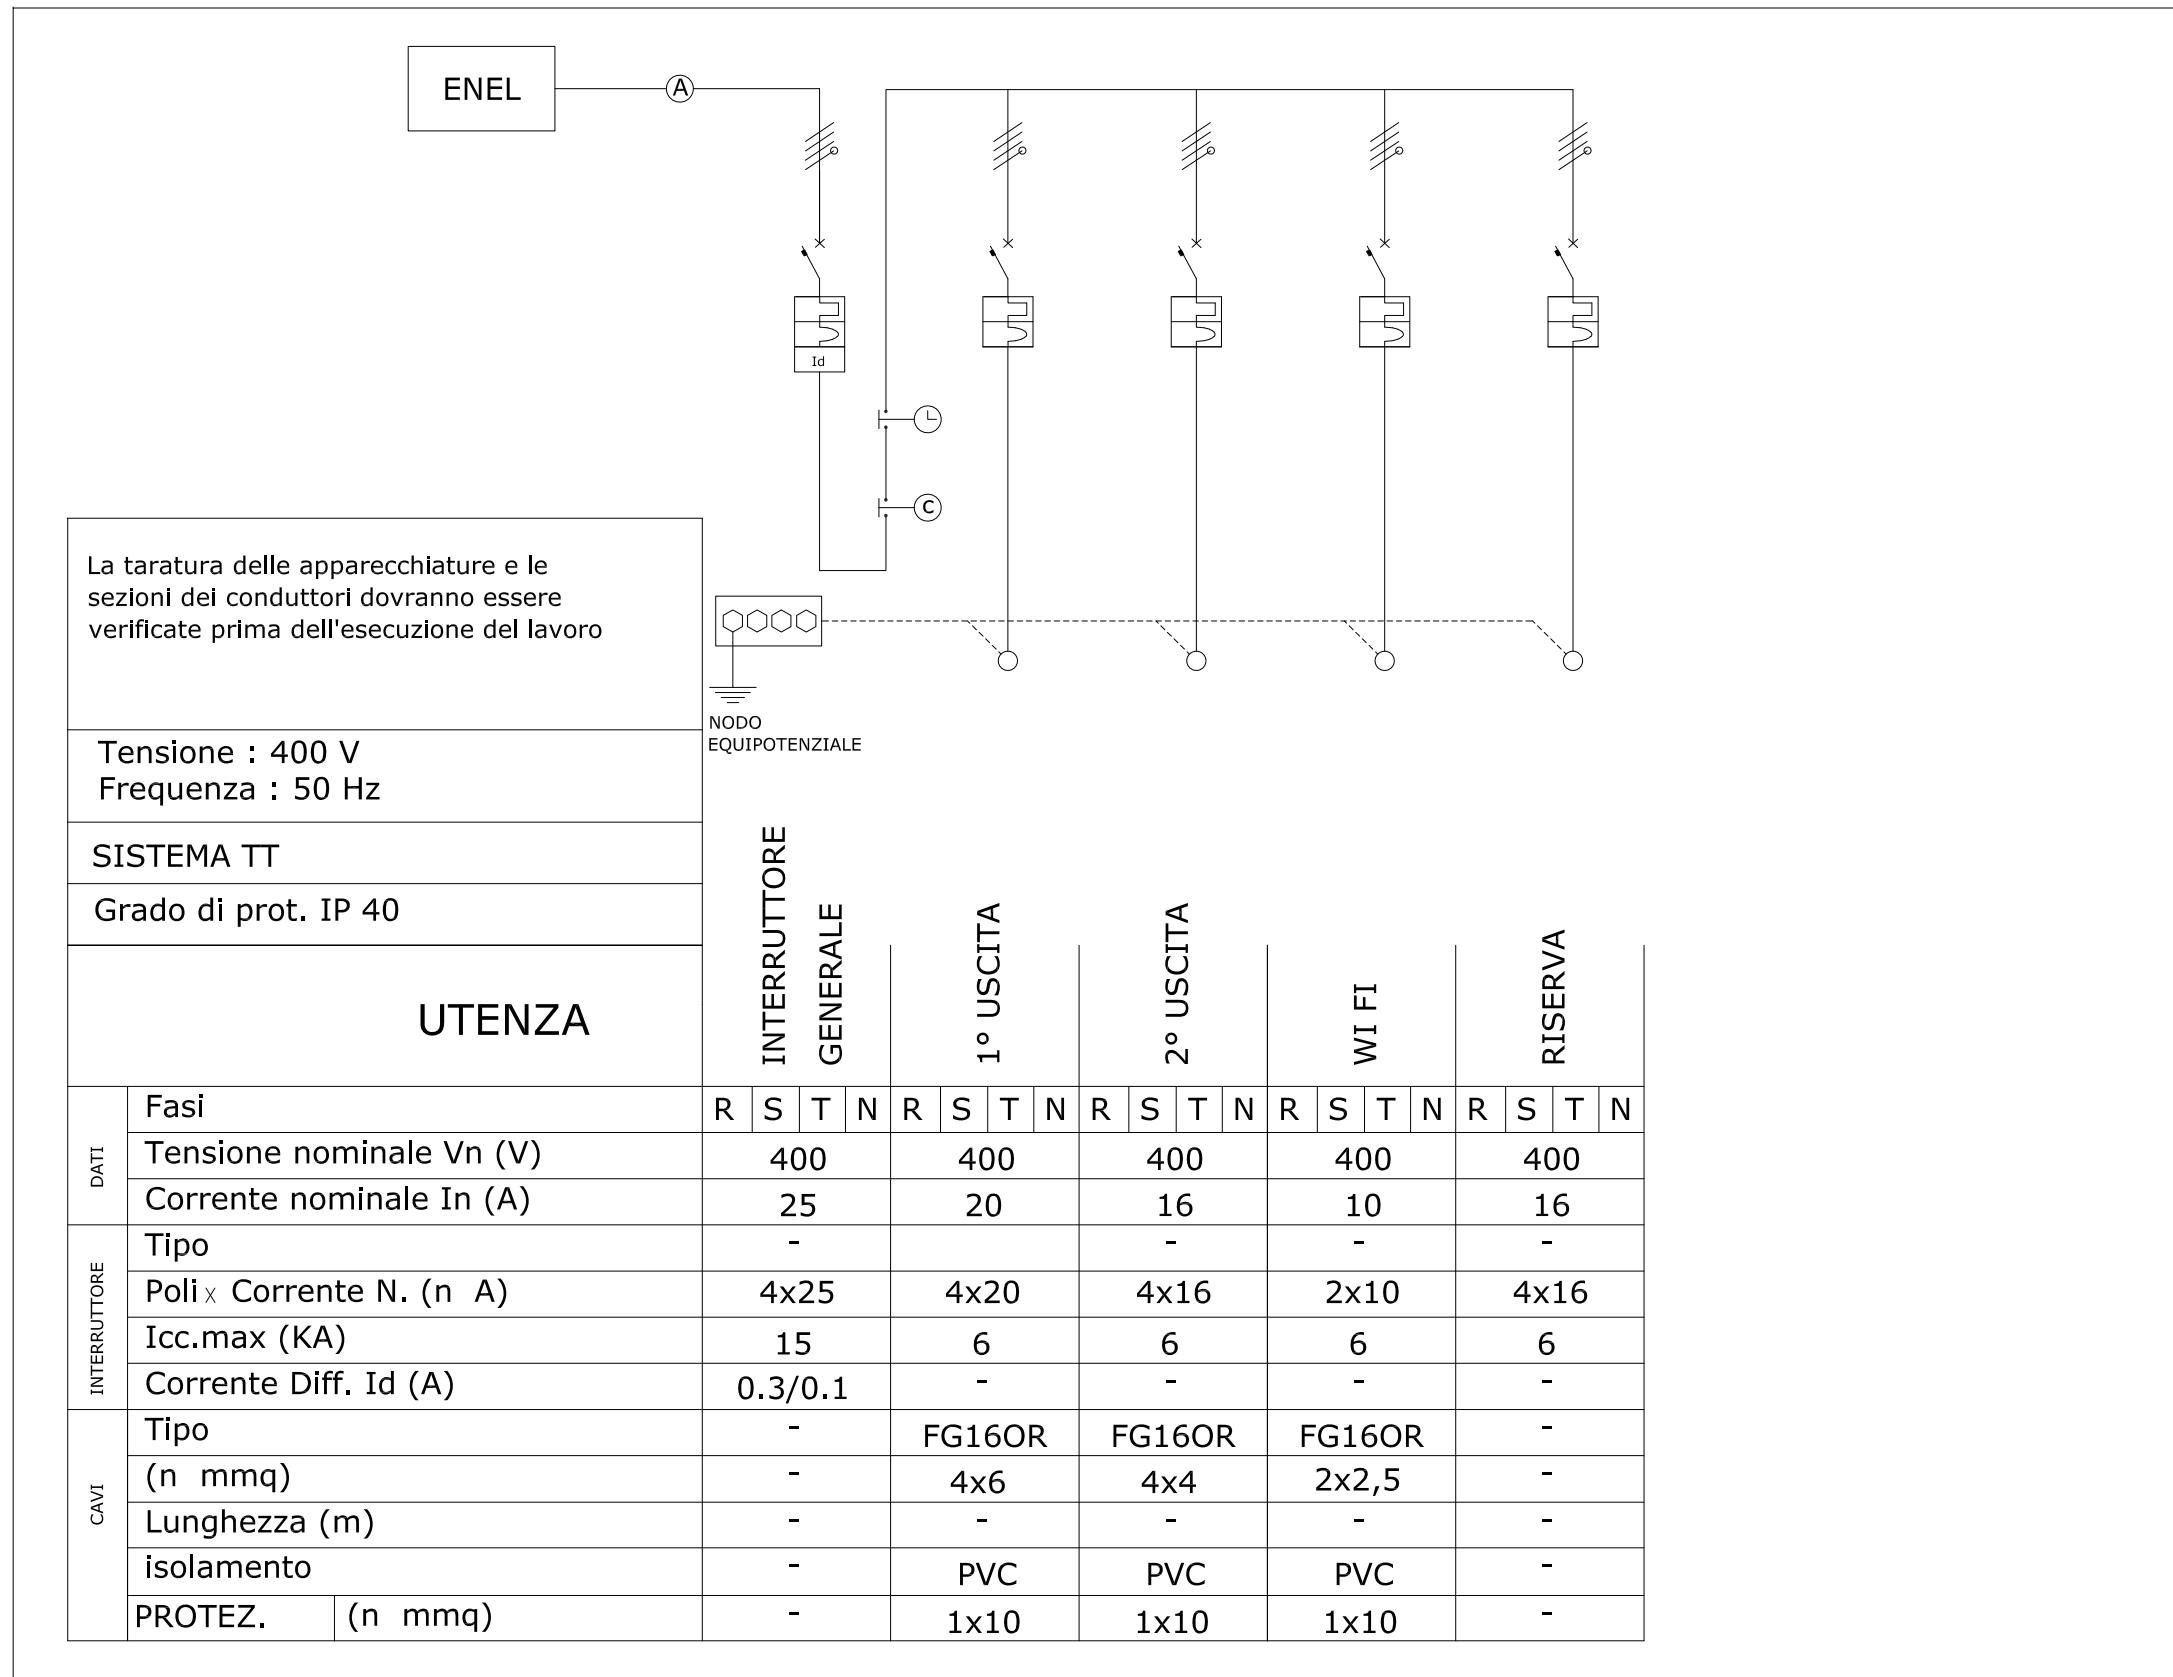 ENEL
A
Id
C
La taratura delle apparecchiature e le
sezioni dei conduttori dovranno essere
verificate prima dell'esecuzione del lavoro
NODO
EQUIPOTENZIALE
Tensione : 400 V
Frequenza : 50 Hz
SISTEMA TT
Grado di prot. IP 40
UTENZA
INTERRUTTORE
GENERALE
1° USCITA
2° USCITA
WI FI
RISERVA
DATI
Fasi R S T N R S T N R S T N R S T N R S T N
Tensione nominale Vn (V) 400 400 400 400 400
Corrente nominale In (A) 25 20 16 10 16
INTERRUTTORE
Tipo - - - -
Poli x Corrente N. (n A) 4x25 4x20 4x16 2x10 4x16
Icc.max (KA) 15 6 6 6 6
Corrente Diff. Id (A) 0.3/0.1 - - - -
CAVI
Tipo - FG16OR FG16OR FG16OR -
(n mmq) - 4x6 4x4 2x2,5 -
Lunghezza (m) - - - - -
isolamento - PVC PVC PVC -
PROTEZ. (n mmq) - 1x10 1x10 1x10 -